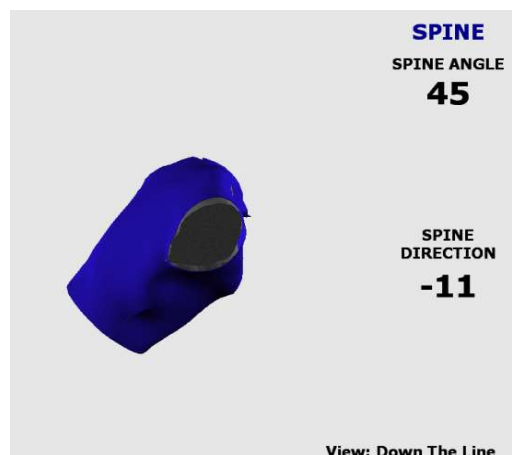 SPINE
SPINE ANGLE
45
SPINE
DIRECTION
-11
View: Down The Line